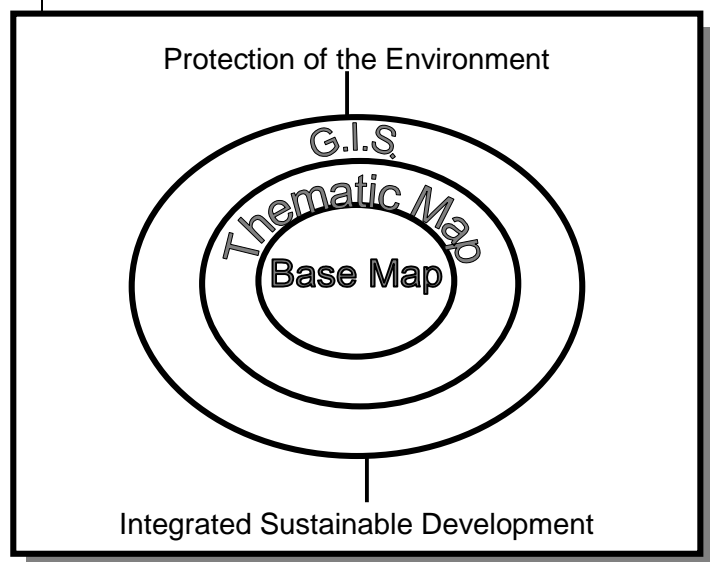 Protection of the Environment
G.I.S.
Thematic Map
Base Map
Integrated Sustainable Development